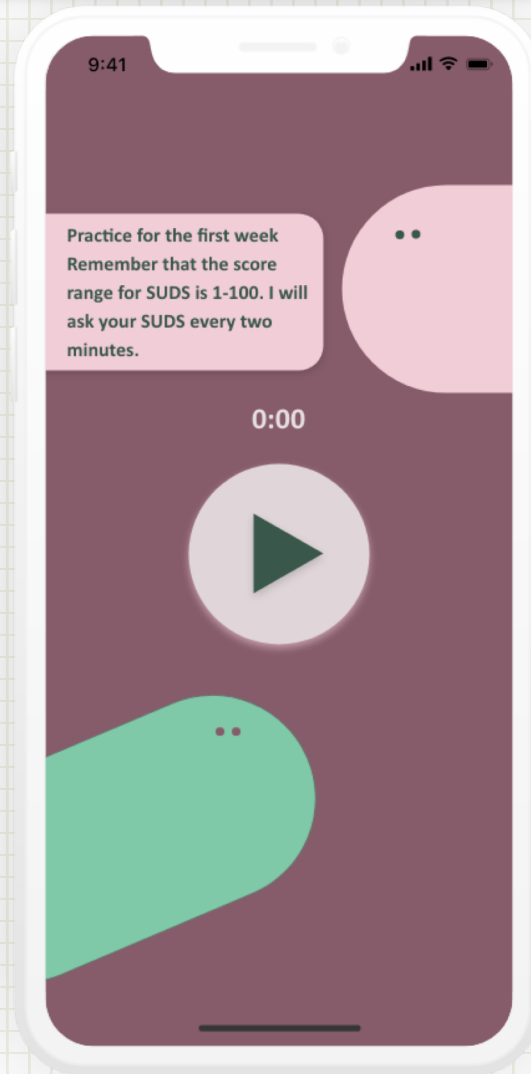 9:41
Practice for the first week
Remember that the score
range for SUDS is 1-100. I will
ask your SUDS every two
minutes.
0:00